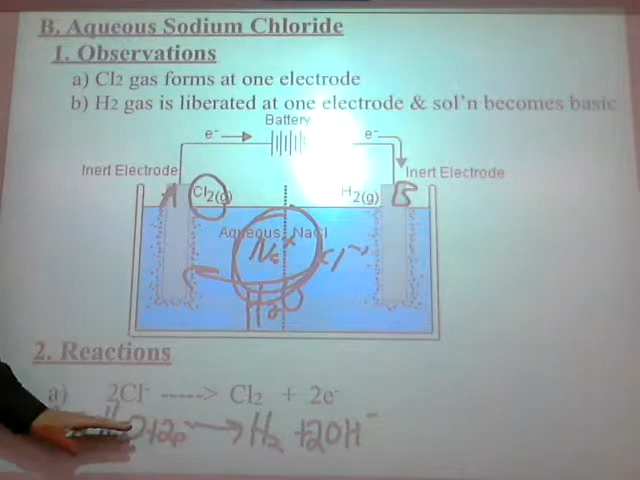 B. Aqueous Sodium Chloride
1. Observations
a) Cl2 gas forms at one electrode
b) H2 gas is liberated at one electrode & sol'n becomes basic
Battery
e- e-
Inert Electrode Inert Electrode
A Cl2(g) H2(g) B
Aqueous NaCl
Na+ Cl-
H2O
2. Reactions
a) 2Cl- -----> Cl2 + 2e-
O + 2e- → H2 + 2OH-